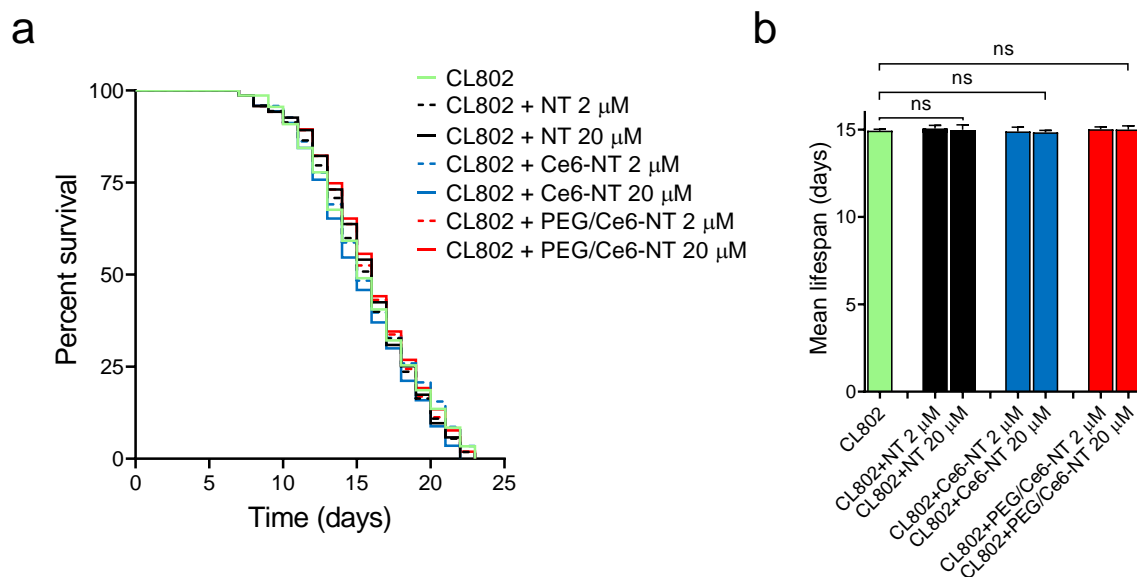 a
Percent survival
100
75
50
25
0
0 5 10 15 20 25
Time (days)
CL802
CL802 + NT 2 μM
CL802 + NT 20 μM
CL802 + Ce6-NT 2 μM
CL802 + Ce6-NT 20 μM
CL802 + PEG/Ce6-NT 2 μM
CL802 + PEG/Ce6-NT 20 μM
b
ns
ns
ns
Mean lifespan (days)
15
10
5
0
CL802
CL802+NT 2 μM
CL802+NT 20 μM
CL802+Ce6-NT 2 μM
CL802+Ce6-NT 20 μM
CL802+PEG/Ce6-NT 2 μM
CL802+PEG/Ce6-NT 20 μM